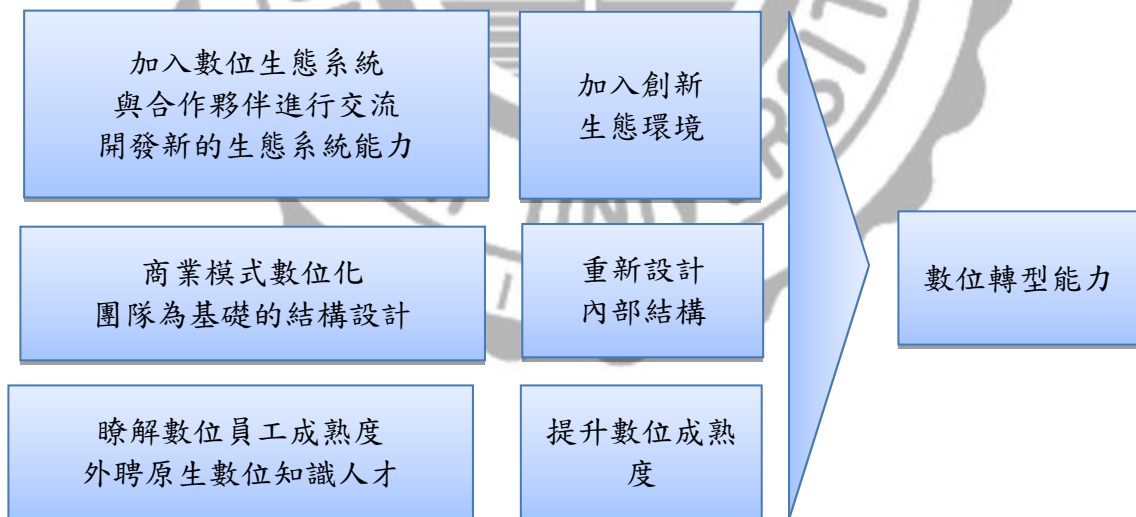 加入數位生態系統
與合作夥伴進行交流
開發新的生態系統能力
加入創新
生態環境
商業模式數位化
團隊為基礎的結構設計
重新設計
內部結構
數位轉型能力
瞭解數位員工成熟度
外聘原生數位知識人才
提升數位成熟
度